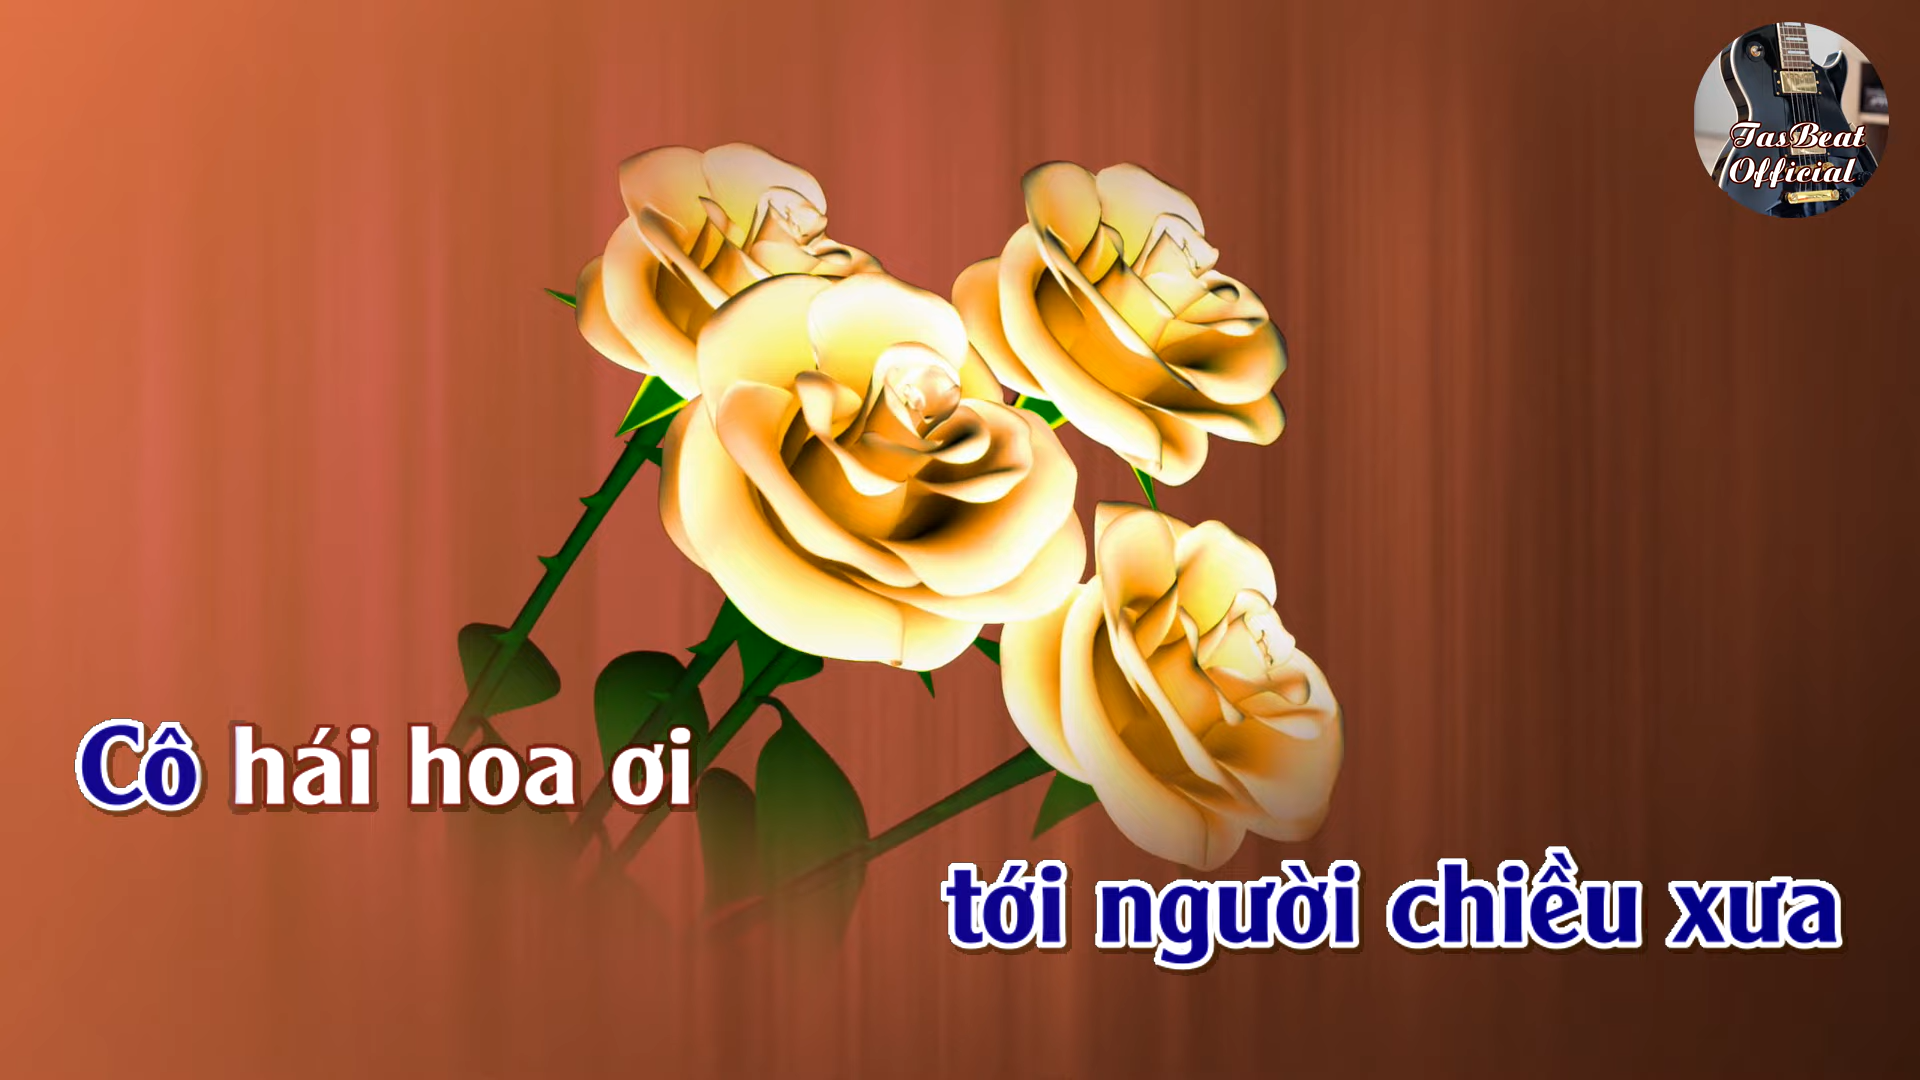 TasBeat
Official
Cô hái hoa ơi
tới người chiều xưa